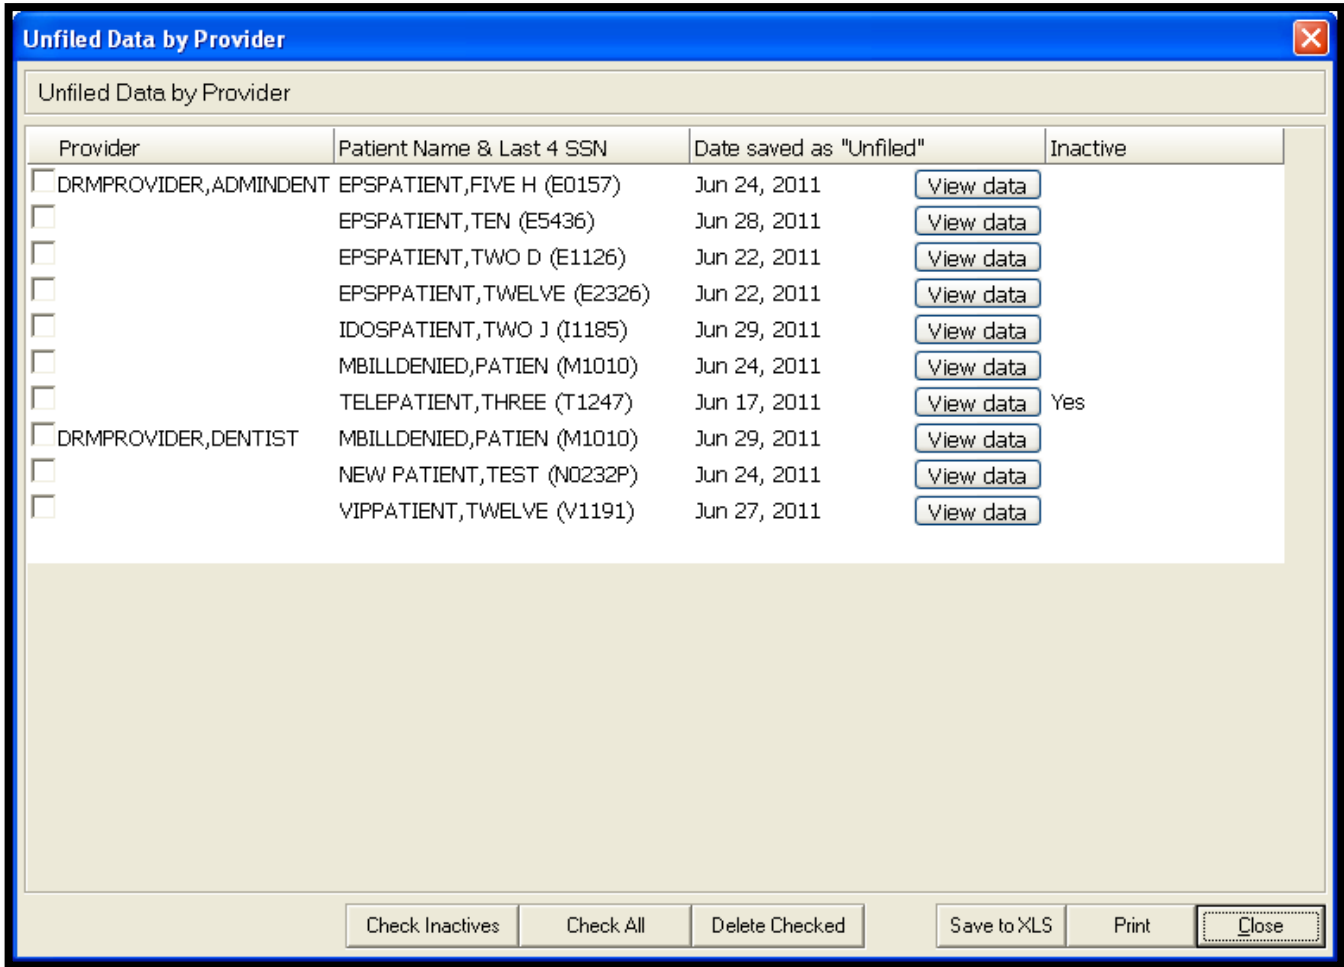 Unfiled Data by Provider
Unfiled Data by Provider
Provider Patient Name & Last 4 SSN Date saved as "Unfiled" Inactive
DRMPROVIDER,ADMINDENT EPSPATIENT,FIVE H (E0157) Jun 24, 2011 View data
EPSPATIENT,TEN (E5436) Jun 28, 2011 View data
EPSPATIENT,TWO D (E1126) Jun 22, 2011 View data
EPSPPATIENT,TWELVE (E2326) Jun 22, 2011 View data
IDOSPATIENT,TWO J (I1185) Jun 29, 2011 View data
MBILLDENIED,PATIEN (M1010) Jun 24, 2011 View data
TELEPATIENT,THREE (T1247) Jun 17, 2011 View data Yes
DRMPROVIDER,DENTIST MBILLDENIED,PATIEN (M1010) Jun 29, 2011 View data
NEW PATIENT,TEST (N0232P) Jun 24, 2011 View data
VIPPATIENT,TWELVE (V1191) Jun 27, 2011 View data
Check Inactives Check All Delete Checked Save to XLS Print Close